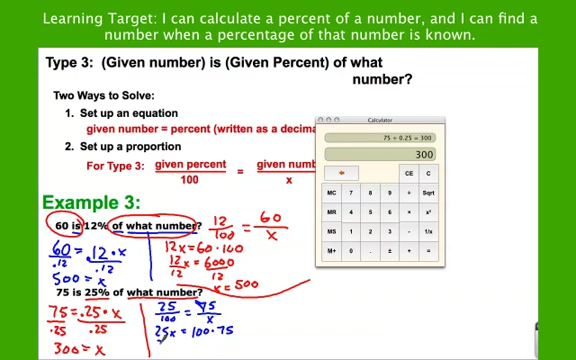 Learning Target: I can calculate a percent of a number, and I can find a
number when a percentage of that number is known.
Type 3: (Given number) is (Given Percent) of what
number?
Two Ways to Solve:
1. Set up an equation
given number = percent (written as a decima
2. Set up a proportion
For Type 3: given percent / 100 = given numb / x
Calculator
75 ÷ 0.25 = 300
300
CE C
MC 7 8 9 ÷ Sqrt
MR 4 5 6 × x²
MS 1 2 3 - 1/x
M+ 0 . ± + =
Example 3:
60 is 12% of what number?
12/100 = 60/x
60 = .12 · x
.12 .12
500 = x
12x = 60·100
12x = 6000
12 12
x = 500
75 is 25% of what number?
75 = .25 · x
.25 .25
300 = x
25/100 = 75/x
25x = 100·75